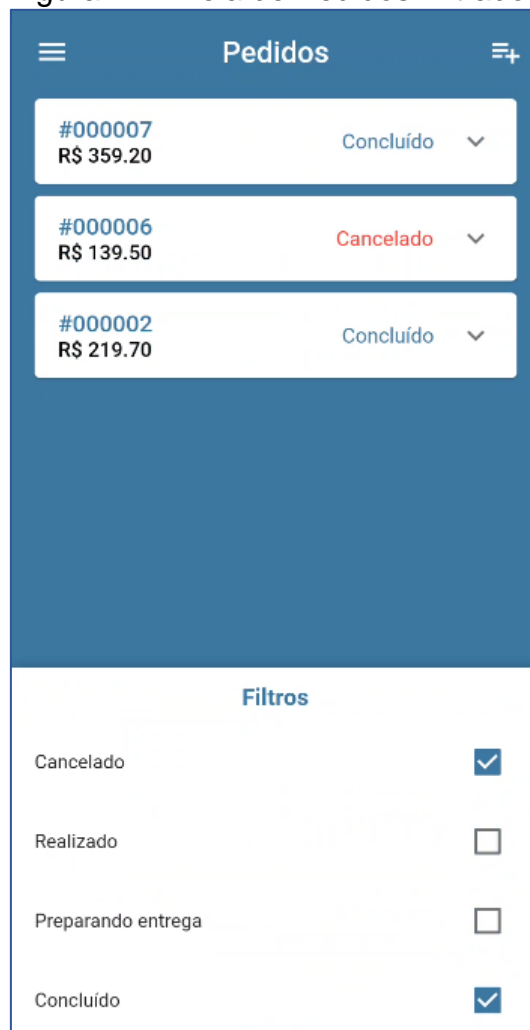 Pedidos
#000007
R$ 359.20
Concluído
#000006
R$ 139.50
Cancelado
#000002
R$ 219.70
Concluído
Filtros
Cancelado
Realizado
Preparando entrega
Concluído